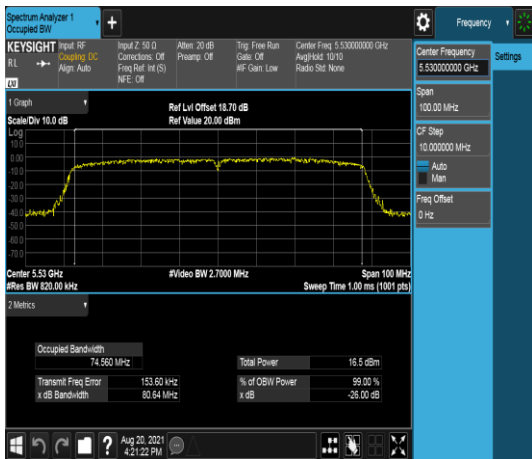 Spectrum Analyzer 1
Occupied BW
+
Frequency
KEYSIGHT
RL
LXI
Input: RF
Coupling: DC
Align: Auto
Input Z: 50 Ω
Corrections: Off
Freq Ref: Int (S)
NFE: Off
Atten: 20 dB
Preamp: Off
Trig: Free Run
Gate: Off
#IF Gain: Low
Center Freq: 5.530000000 GHz
Avg|Hold: 10/10
Radio Std: None
Center Frequency
5.530000000 GHz
Settings
Span
100.00 MHz
CF Step
10.000000 MHz
Auto
Man
Freq Offset
0 Hz
1 Graph
Scale/Div 10.0 dB
Ref Lvl Offset 18.70 dB
Ref Value 20.00 dBm
Log
10.0
0.00
-10.0
-20.0
-30.0
-40.0
-50.0
-60.0
-70.0
Center 5.53 GHz
#Res BW 820.00 kHz
#Video BW 2.7000 MHz
Span 100 MHz
Sweep Time 1.00 ms (1001 pts)
2 Metrics
Occupied Bandwidth
74.560 MHz
Total Power 16.5 dBm
Transmit Freq Error 153.60 kHz
% of OBW Power 99.00 %
x dB Bandwidth 80.64 MHz
x dB -26.00 dB
?
Aug 20, 2021
4:21:22 PM